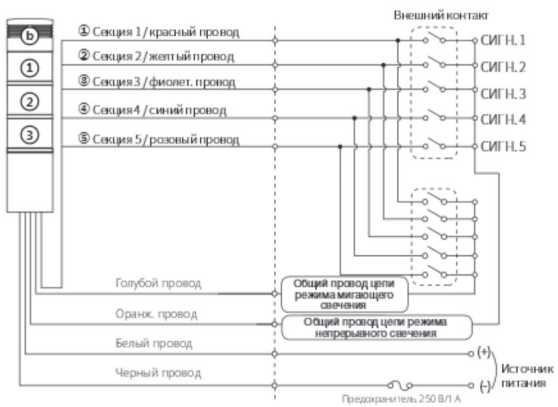 Внешний контакт
b
① Секция 1/красный провод
СИГН.1
② Секция 2/желтый провод
СИГН.2
1
③ Секция 3/фиолет. провод
СИГН.3
2
④ Секция4/синий провод
СИГН.4
3
⑤ Секция 5/розовый провод
СИГН.5
Голубой провод
Общий провод цепи
режима мигающего
свечения
Оранж. провод
Общий провод цепи режима
непрерывного свечения
Белый провод
(+)
Источник
питания
Черный провод
(-)
Предохранитель 250 В/1 А